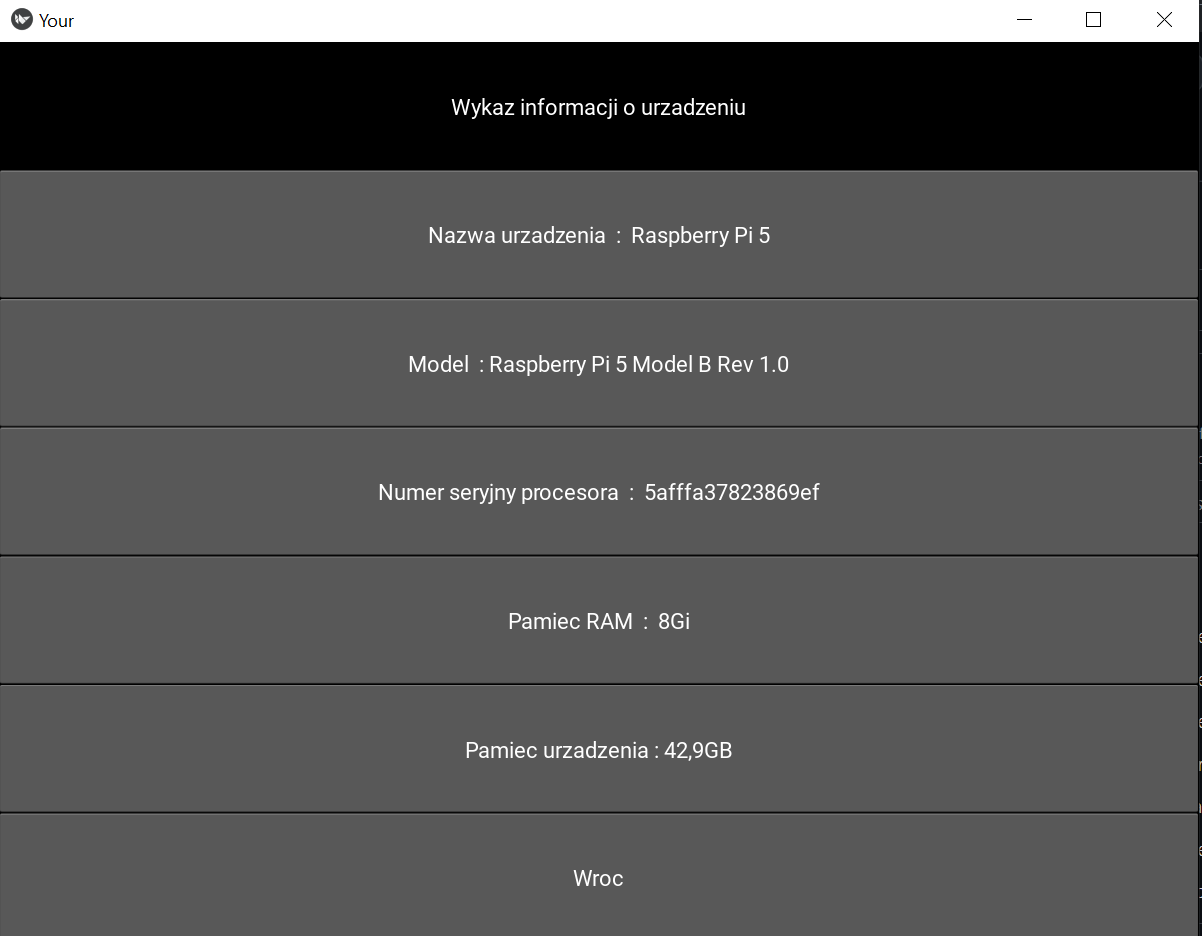 Your
Wykaz informacji o urzadzeniu
Nazwa urzadzenia  :  Raspberry Pi 5
Model  : Raspberry Pi 5 Model B Rev 1.0
Numer seryjny procesora  :  5afffa37823869ef
Pamiec RAM  :  8Gi
Pamiec urzadzenia : 42,9GB
Wroc